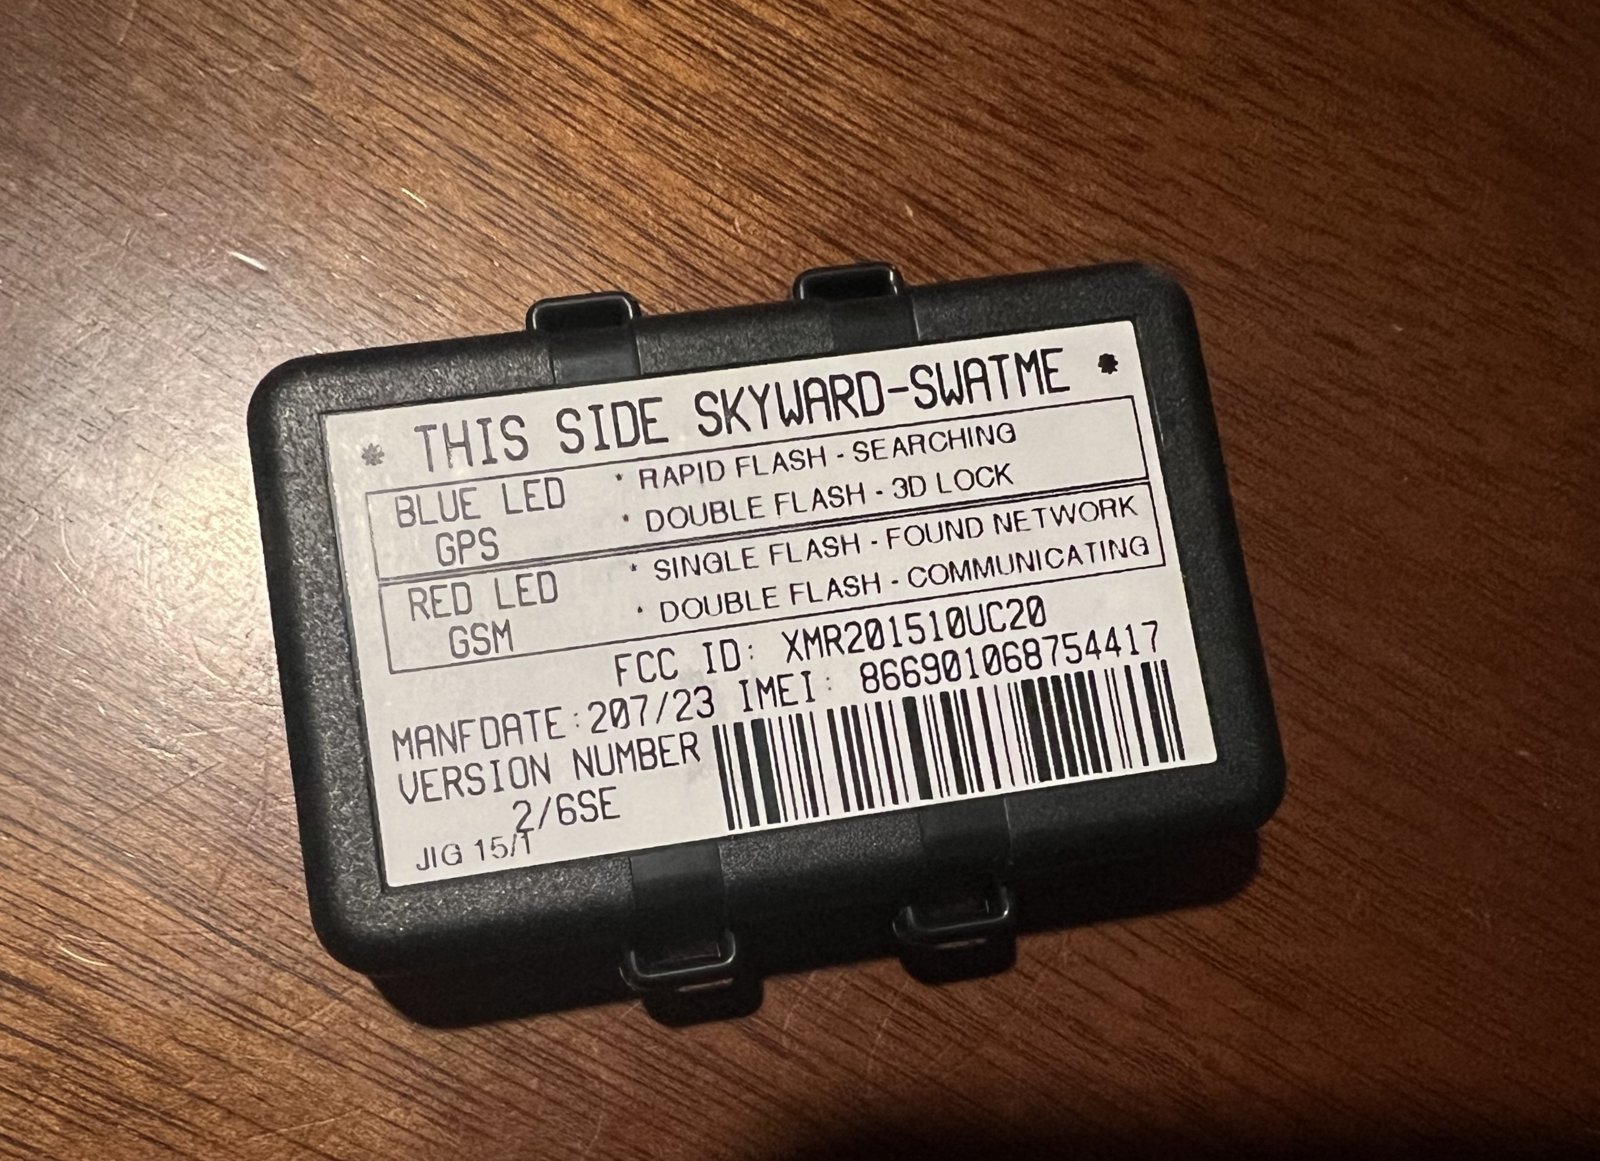 * THIS SIDE SKYWARD-SWATME *
BLUE LED
GPS
* RAPID FLASH - SEARCHING
* DOUBLE FLASH - 3D LOCK
RED LED
GSM
* SINGLE FLASH - FOUND NETWORK
* DOUBLE FLASH - COMMUNICATING
FCC ID: XMR201510UC20
MANFDATE:207/23 IMEI: 866901068754417
VERSION NUMBER
2/6SE
JIG 15/1